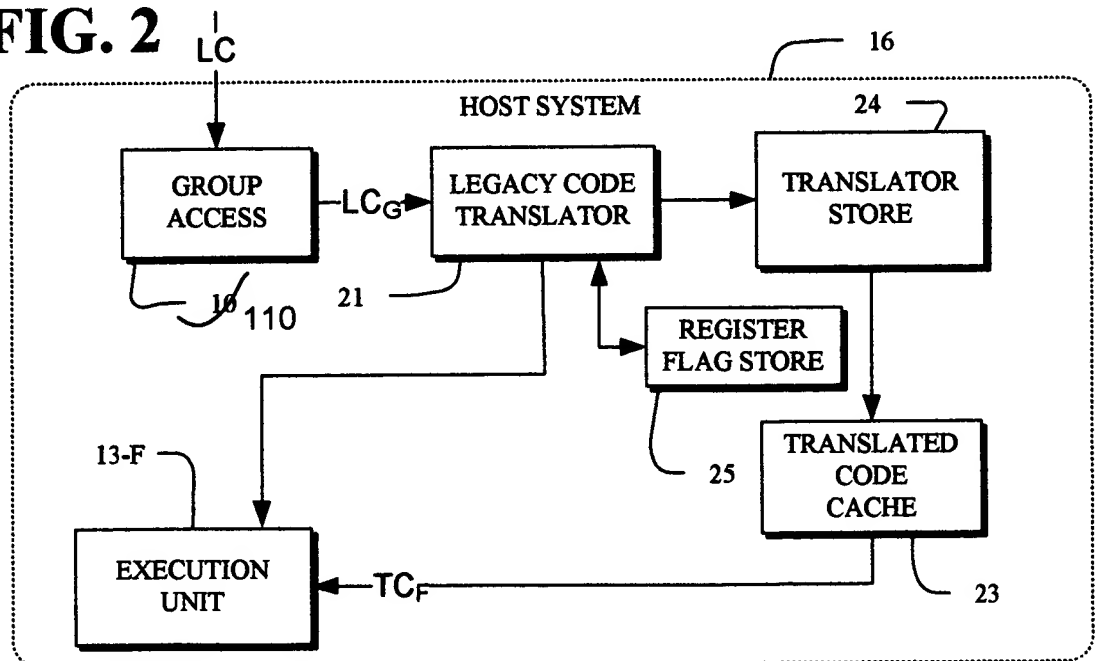 FIG. 2
LC
16
HOST SYSTEM
24
GROUP
ACCESS
LCG
LEGACY CODE
TRANSLATOR
TRANSLATOR
STORE
10
110
21
REGISTER
FLAG STORE
13-F
25
TRANSLATED
CODE
CACHE
EXECUTION
UNIT
TCF
23